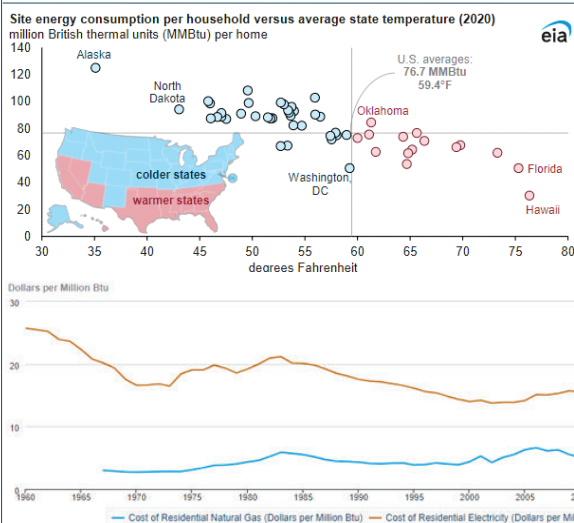 Site energy consumption per household versus average state temperature (2020)
million British thermal units (MMBtu) per home
eia
140
120
100
80
60
40
20
0
Alaska
North
Dakota
U.S. averages:
76.7 MMBtu
59.4°F
Oklahoma
colder states
warmer states
Washington,
DC
Florida
Hawaii
30 35 40 45 50 55 60 65 70 75 80
degrees Fahrenheit
Dollars per Million Btu
30
20
10
0
1960 1965 1970 1975 1980 1985 1990 1995 2000 2005
Cost of Residential Natural Gas (Dollars per Million Btu) Cost of Residential Electricity (Dollars per Mil